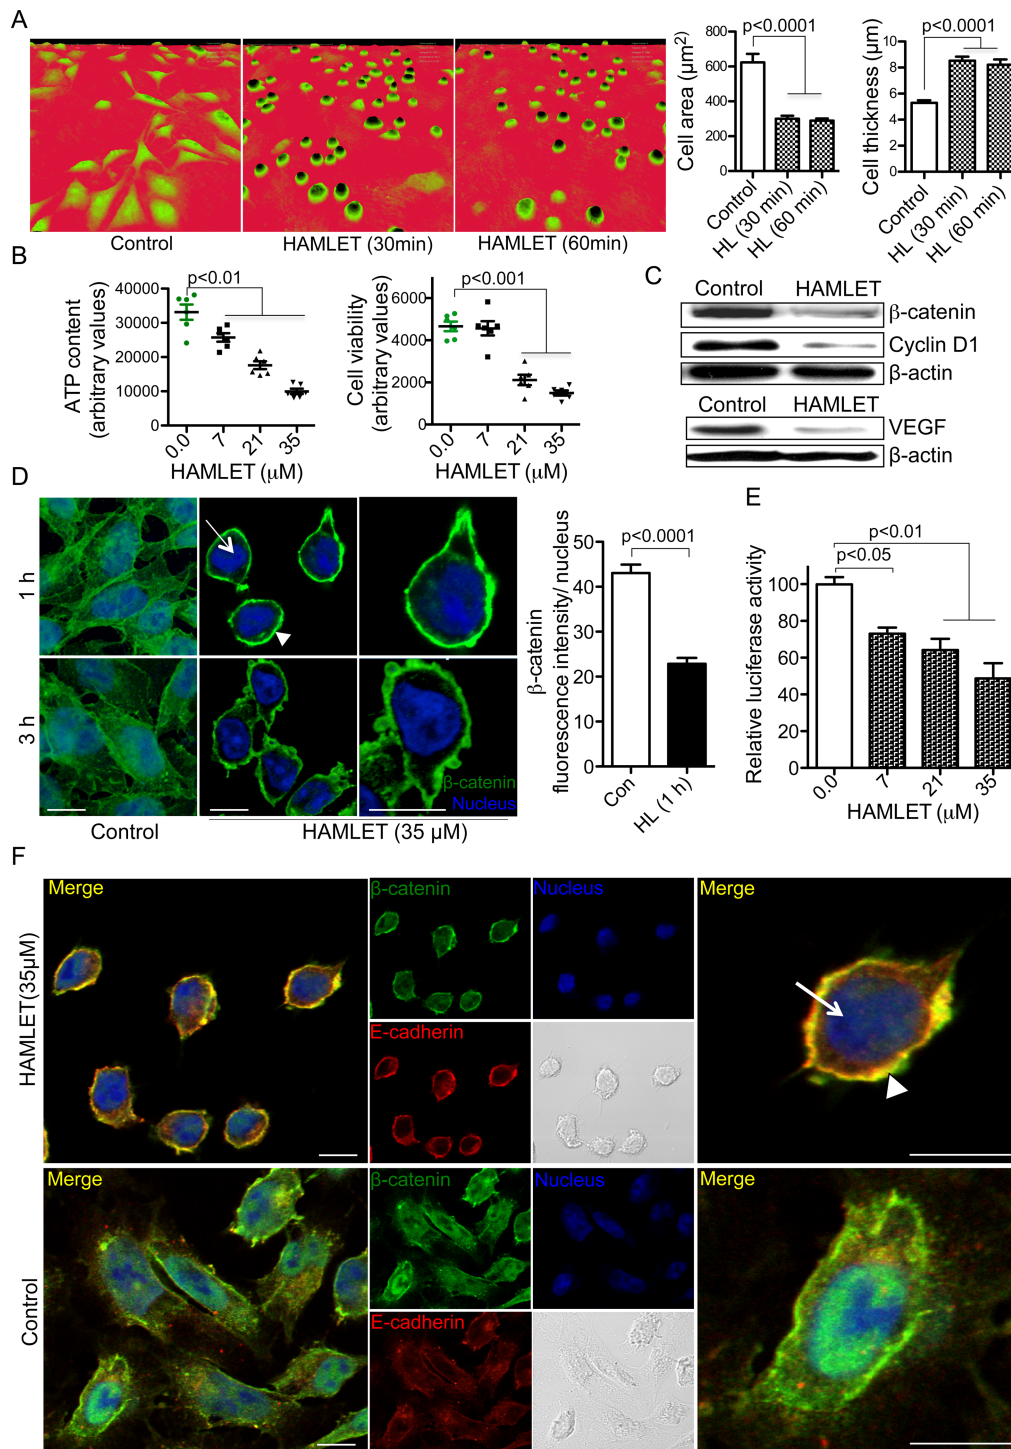 A
Control
HAMLET (30min)
HAMLET (60min)
Cell area (µm²)
800
600
400
200
0
p<0.0001
Control
HL (30 min)
HL (60 min)
Cell thickness (µm)
10
8
6
4
2
0
p<0.0001
Control
HL (30 min)
HL (60 min)
B
ATP content
(arbitrary values)
40000
30000
20000
10000
0
p<0.01
0.0
7
21
35
HAMLET (µM)
Cell viability
(arbitrary values)
6000
4000
2000
0
p<0.001
0.0
7
21
35
HAMLET (µM)
C
Control HAMLET
β-catenin
Cyclin D1
β-actin
Control HAMLET
VEGF
β-actin
D
1 h
3 h
β-catenin
Nucleus
Control
HAMLET (35 µM)
β-catenin
fluorescence intensity/ nucleus
50
40
30
20
10
0
p<0.0001
Con
HL (1 h)
E
Relative luciferase activity
100
80
60
40
20
0
p<0.01
p<0.05
0.0
7
21
35
HAMLET (µM)
F
HAMLET(35µM)
Merge
β-catenin
Nucleus
Merge
E-cadherin
Control
Merge
β-catenin
Nucleus
Merge
E-cadherin